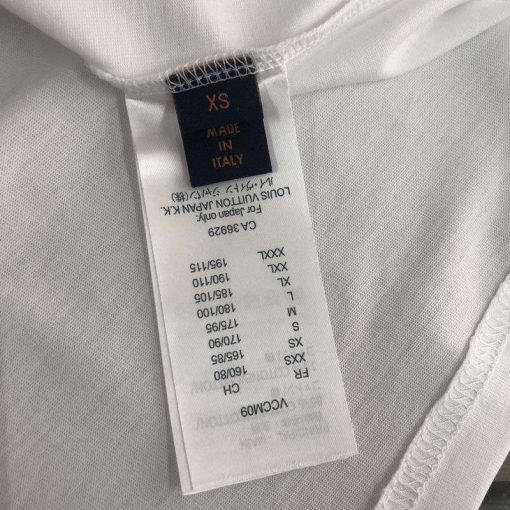 XS
MADE
IN
ITALY
VCCM09
FR CH
XXS 160/80
XS 165/85
S 170/90
M 175/95
L 180/100
XL 185/105
XXL 190/110
XXXL 195/115
CA 36929
For Japan only:
LOUIS VUITTON JAPAN K.K.
ルイ・ヴィトン ジャパン(株)